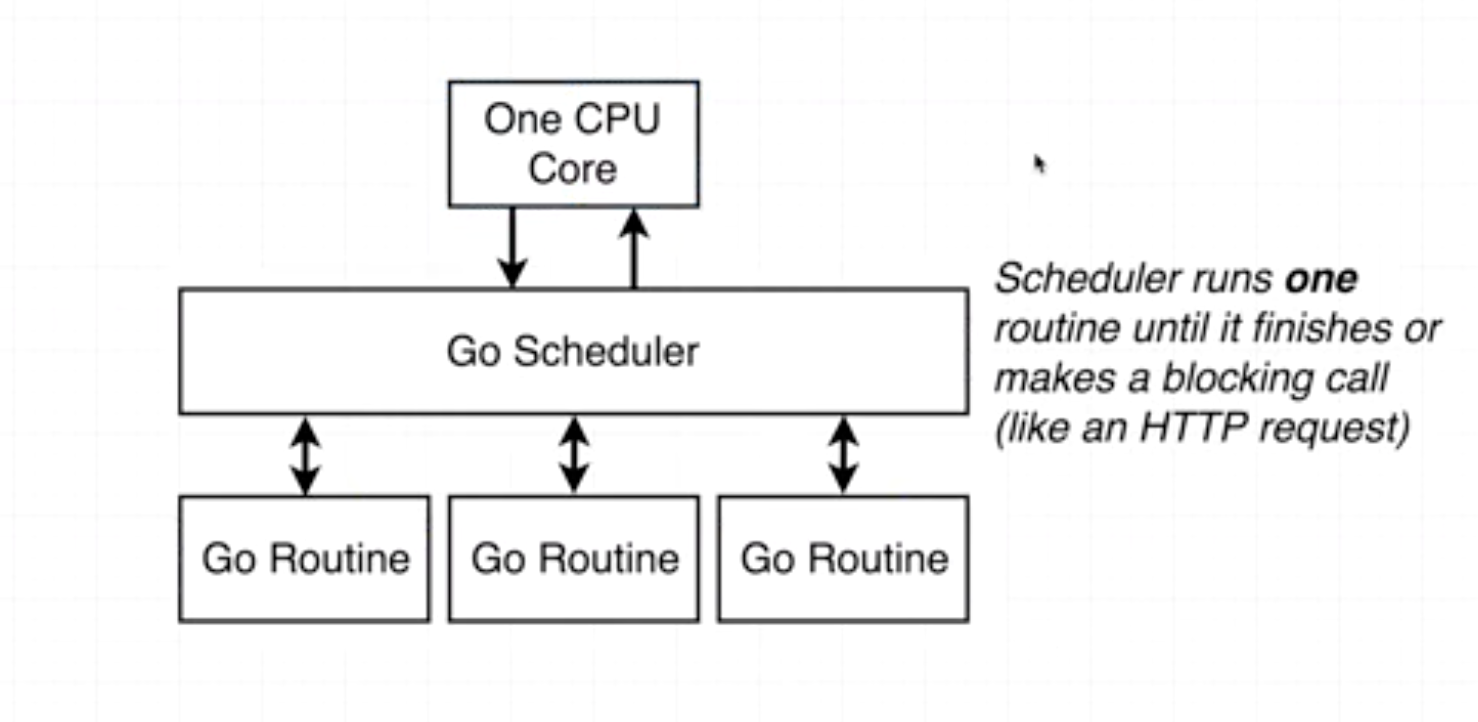 One CPU
Core
Go Scheduler
Scheduler runs one
routine until it finishes or
makes a blocking call
(like an HTTP request)
Go Routine
Go Routine
Go Routine